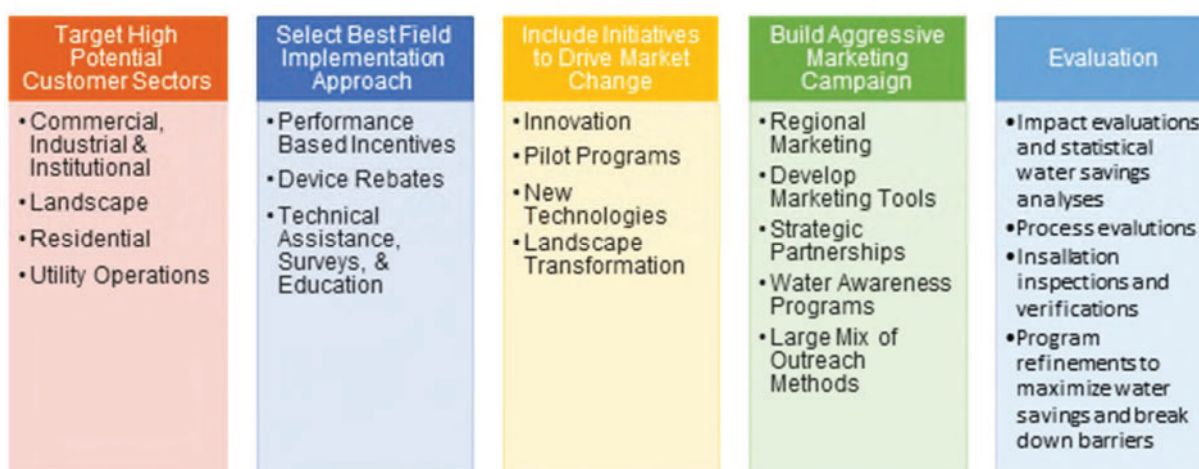 Target High
Potential
Customer Sectors
• Commercial,
Industrial &
Institutional
• Landscape
• Residential
• Utility Operations
Select Best Field
Implementation
Approach
• Performance
Based Incentives
• Device Rebates
• Technical
Assistance,
Surveys, &
Education
Include Initiatives
to Drive Market
Change
• Innovation
• Pilot Programs
• New
Technologies
• Landscape
Transformation
Build Aggressive
Marketing
Campaign
• Regional
Marketing
• Develop
Marketing Tools
• Strategic
Partnerships
• Water Awareness
Programs
• Large Mix of
Outreach
Methods
Evaluation
•Impact evaluations
and statistical
water savings
analyses
•Process evalutions
•Insallation
inspections and
verifications
•Program
refinements to
maximize water
savings and break
down barriers